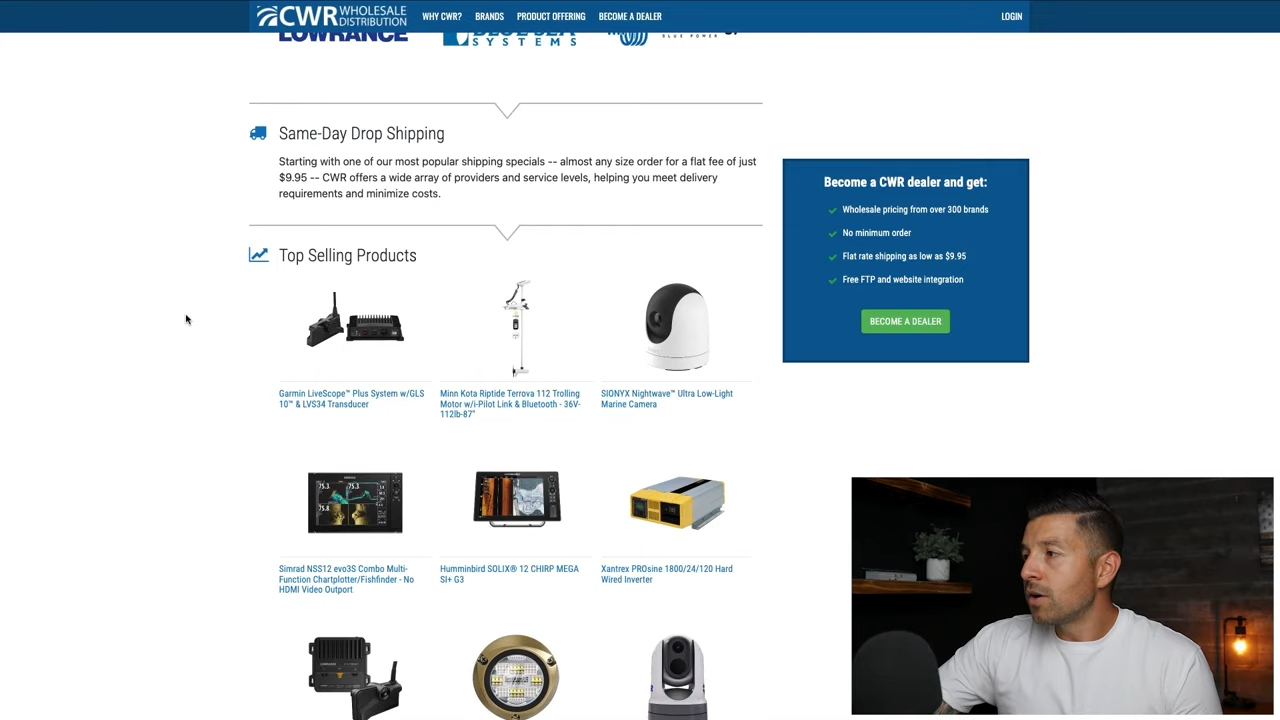 CWR WHOLESALE DISTRIBUTION
WHY CWR?
BRANDS
PRODUCT OFFERING
BECOME A DEALER
LOGIN
LOWRANCE
BLUE SEA
SYSTEMS
BLUE POWER
Same-Day Drop Shipping
Starting with one of our most popular shipping specials -- almost any size order for a flat fee of just
$9.95 -- CWR offers a wide array of providers and service levels, helping you meet delivery
requirements and minimize costs.
Become a CWR dealer and get:
Wholesale pricing from over 300 brands
No minimum order
Flat rate shipping as low as $9.95
Free FTP and website integration
BECOME A DEALER
Top Selling Products
Garmin LiveScope™ Plus System w/GLS
10™ & LVS34 Transducer
Minn Kota Riptide Terrova 112 Trolling
Motor w/i-Pilot Link & Bluetooth - 36V-
112lb-87"
SIONYX Nightwave™ Ultra Low-Light
Marine Camera
Simrad NSS12 evo3S Combo Multi-
Function Chartplotter/Fishfinder - No
HDMI Video Outport
Humminbird SOLIX® 12 CHIRP MEGA
SI+ G3
Xantrex PROsine 1800/24/120 Hard
Wired Inverter